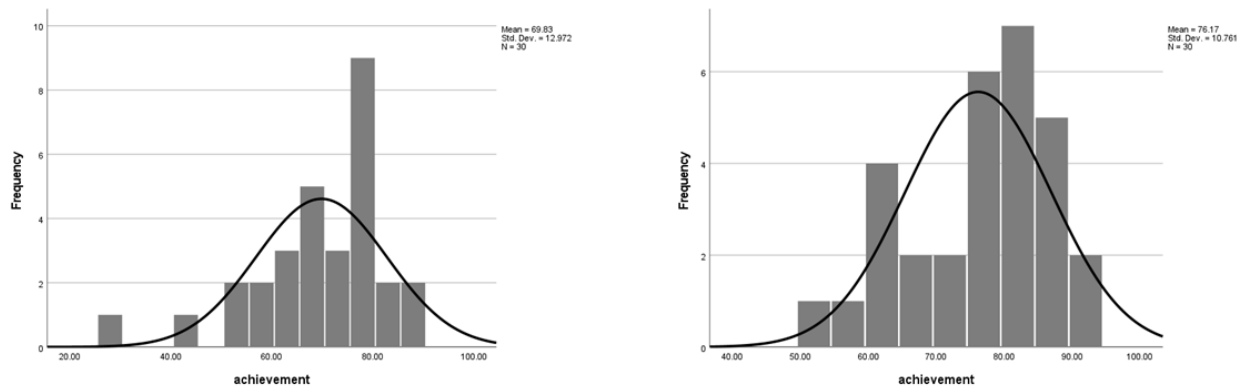 Mean = 69.83
Std. Dev. = 12.972
N = 30
10
8
6
4
2
0
Frequency
20.00 40.00 60.00 80.00 100.00
achievement
Mean = 76.17
Std. Dev. = 10.761
N = 30
6
4
2
0
Frequency
40.00 50.00 60.00 70.00 80.00 90.00 100.00
achievement